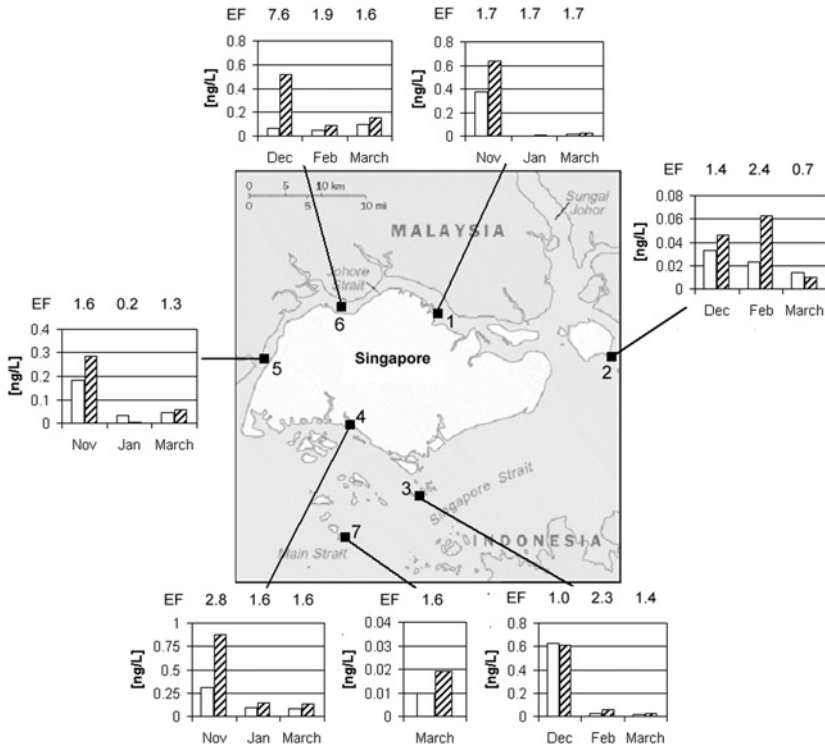 EF 7.6 1.9 1.6
[ng/L]
0.8
0.6
0.4
0.2
0
Dec Feb March
EF 1.7 1.7 1.7
[ng/L]
0.8
0.6
0.4
0.2
0
Nov Jan March
EF 1.4 2.4 0.7
[ng/L]
0.08
0.06
0.04
0.02
0
Dec Feb March
EF 1.6 0.2 1.3
[ng/L]
0.4
0.3
0.2
0.1
0
Nov Jan March
0 5 10 km
0 5 10 mi
MALAYSIA
Sungai
Johor
Johore
Strait
6
1
2
5
Singapore
4
3
Singapore Strait
7
Main Strait
INDONESIA
EF 2.8 1.6 1.6
[ng/L]
1
0.75
0.5
0.25
0
Nov Jan March
EF 1.6
[ng/L]
0.04
0.03
0.02
0.01
0
March
EF 1.0 2.3 1.4
[ng/L]
0.8
0.6
0.4
0.2
0
Dec Feb March